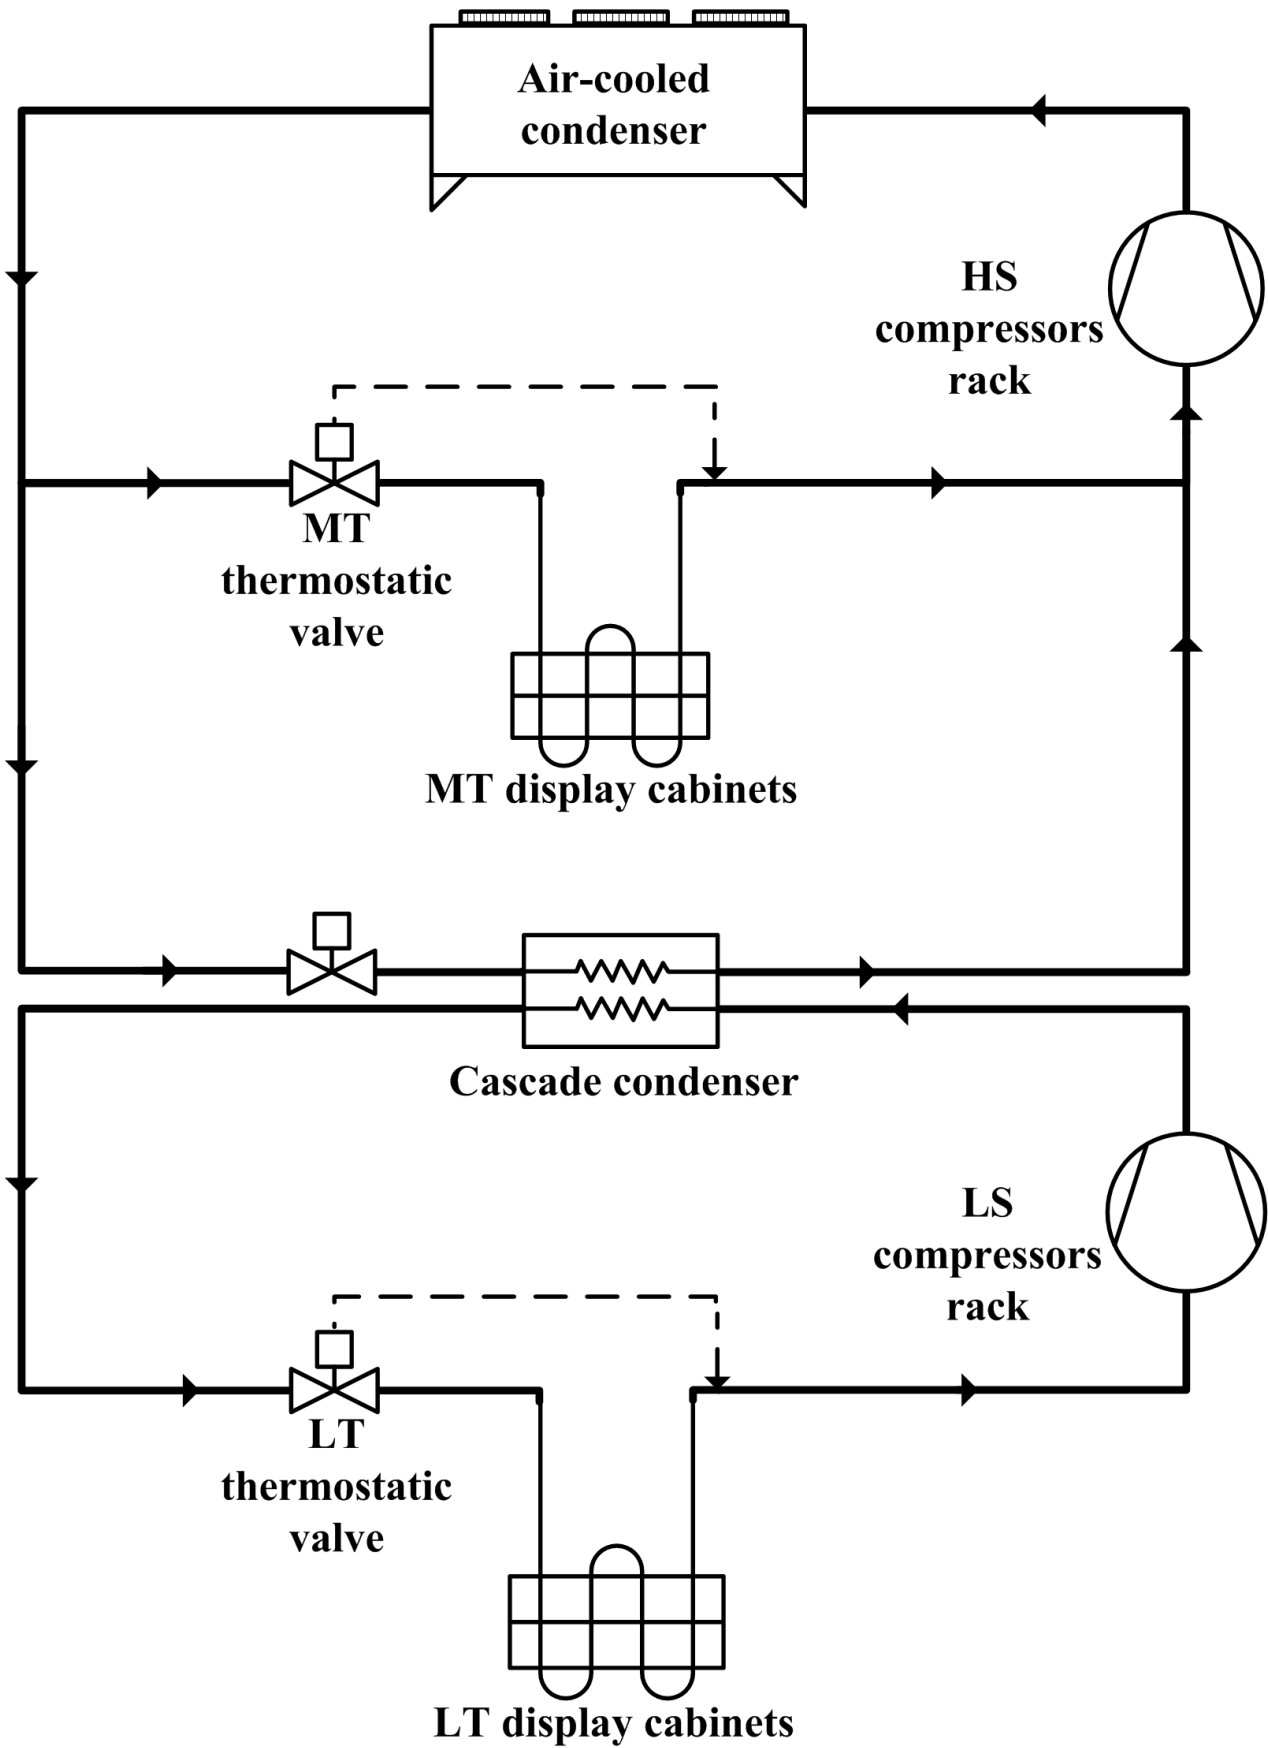 Air-cooled
condenser
HS
compressors
rack
MT
thermostatic
valve
MT display cabinets
Cascade condenser
LS
compressors
rack
LT
thermostatic
valve
LT display cabinets